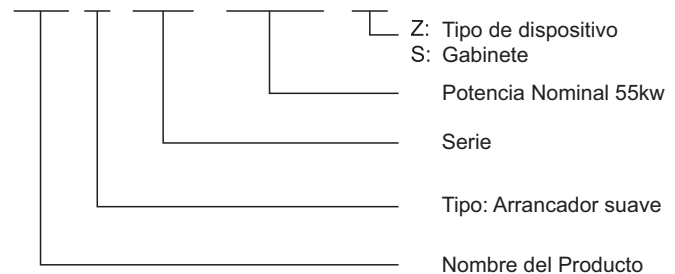 Z: Tipo de dispositivo
S: Gabinete
Potencia Nominal 55kw
Serie
Tipo: Arrancador suave
Nombre del Producto